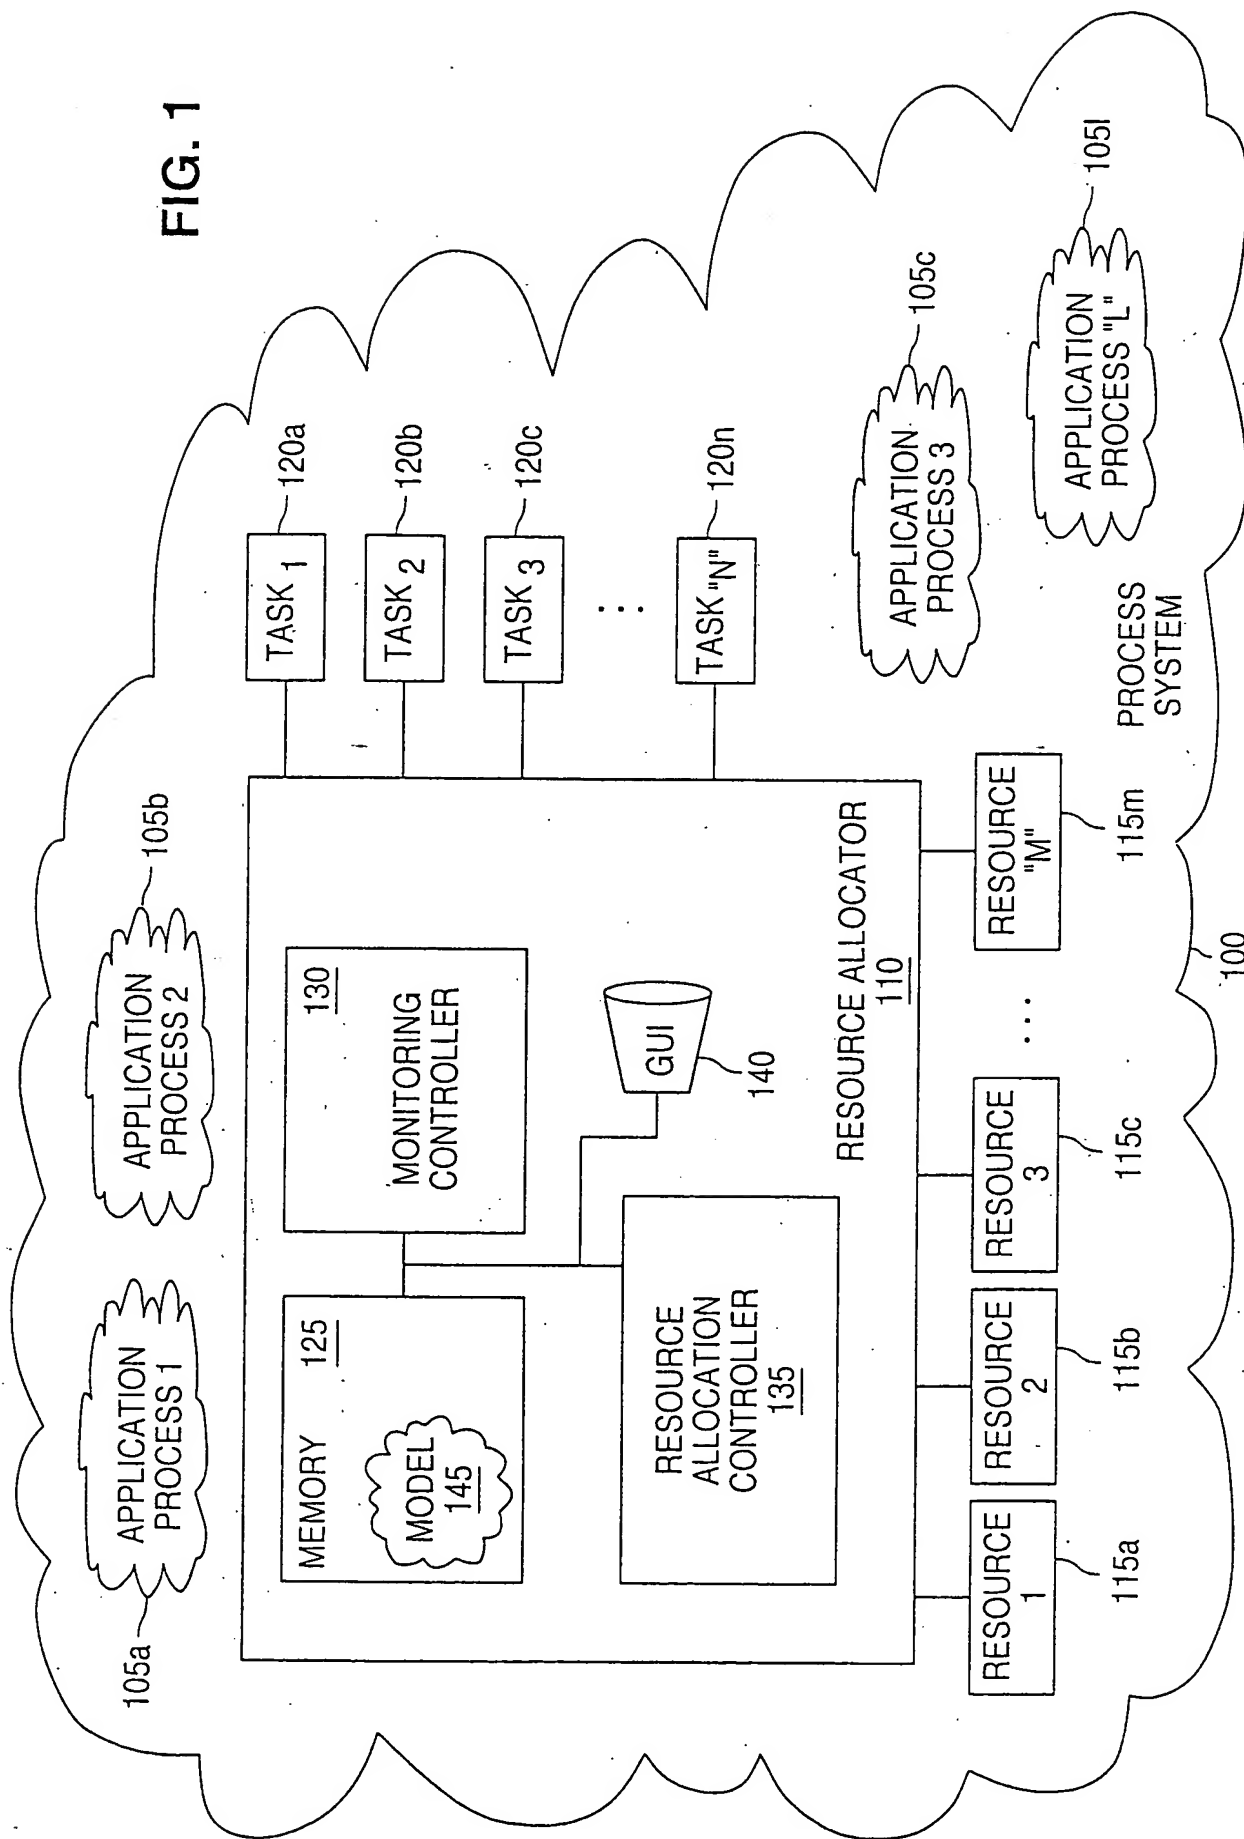 FIG. 1
APPLICATION
PROCESS 1
105a
APPLICATION
PROCESS 2
105b
MEMORY
125
MODEL
145
130
MONITORING
CONTROLLER
RESOURCE
ALLOCATION
CONTROLLER
135
GUI
140
RESOURCE ALLOCATOR
110
TASK 1
120a
TASK 2
120b
TASK 3
120c
...
TASK "N"
120n
APPLICATION
PROCESS 3
105c
APPLICATION
PROCESS "L"
105l
PROCESS
SYSTEM
RESOURCE
1
115a
RESOURCE
2
115b
RESOURCE
3
115c
...
RESOURCE
"M"
115m
100